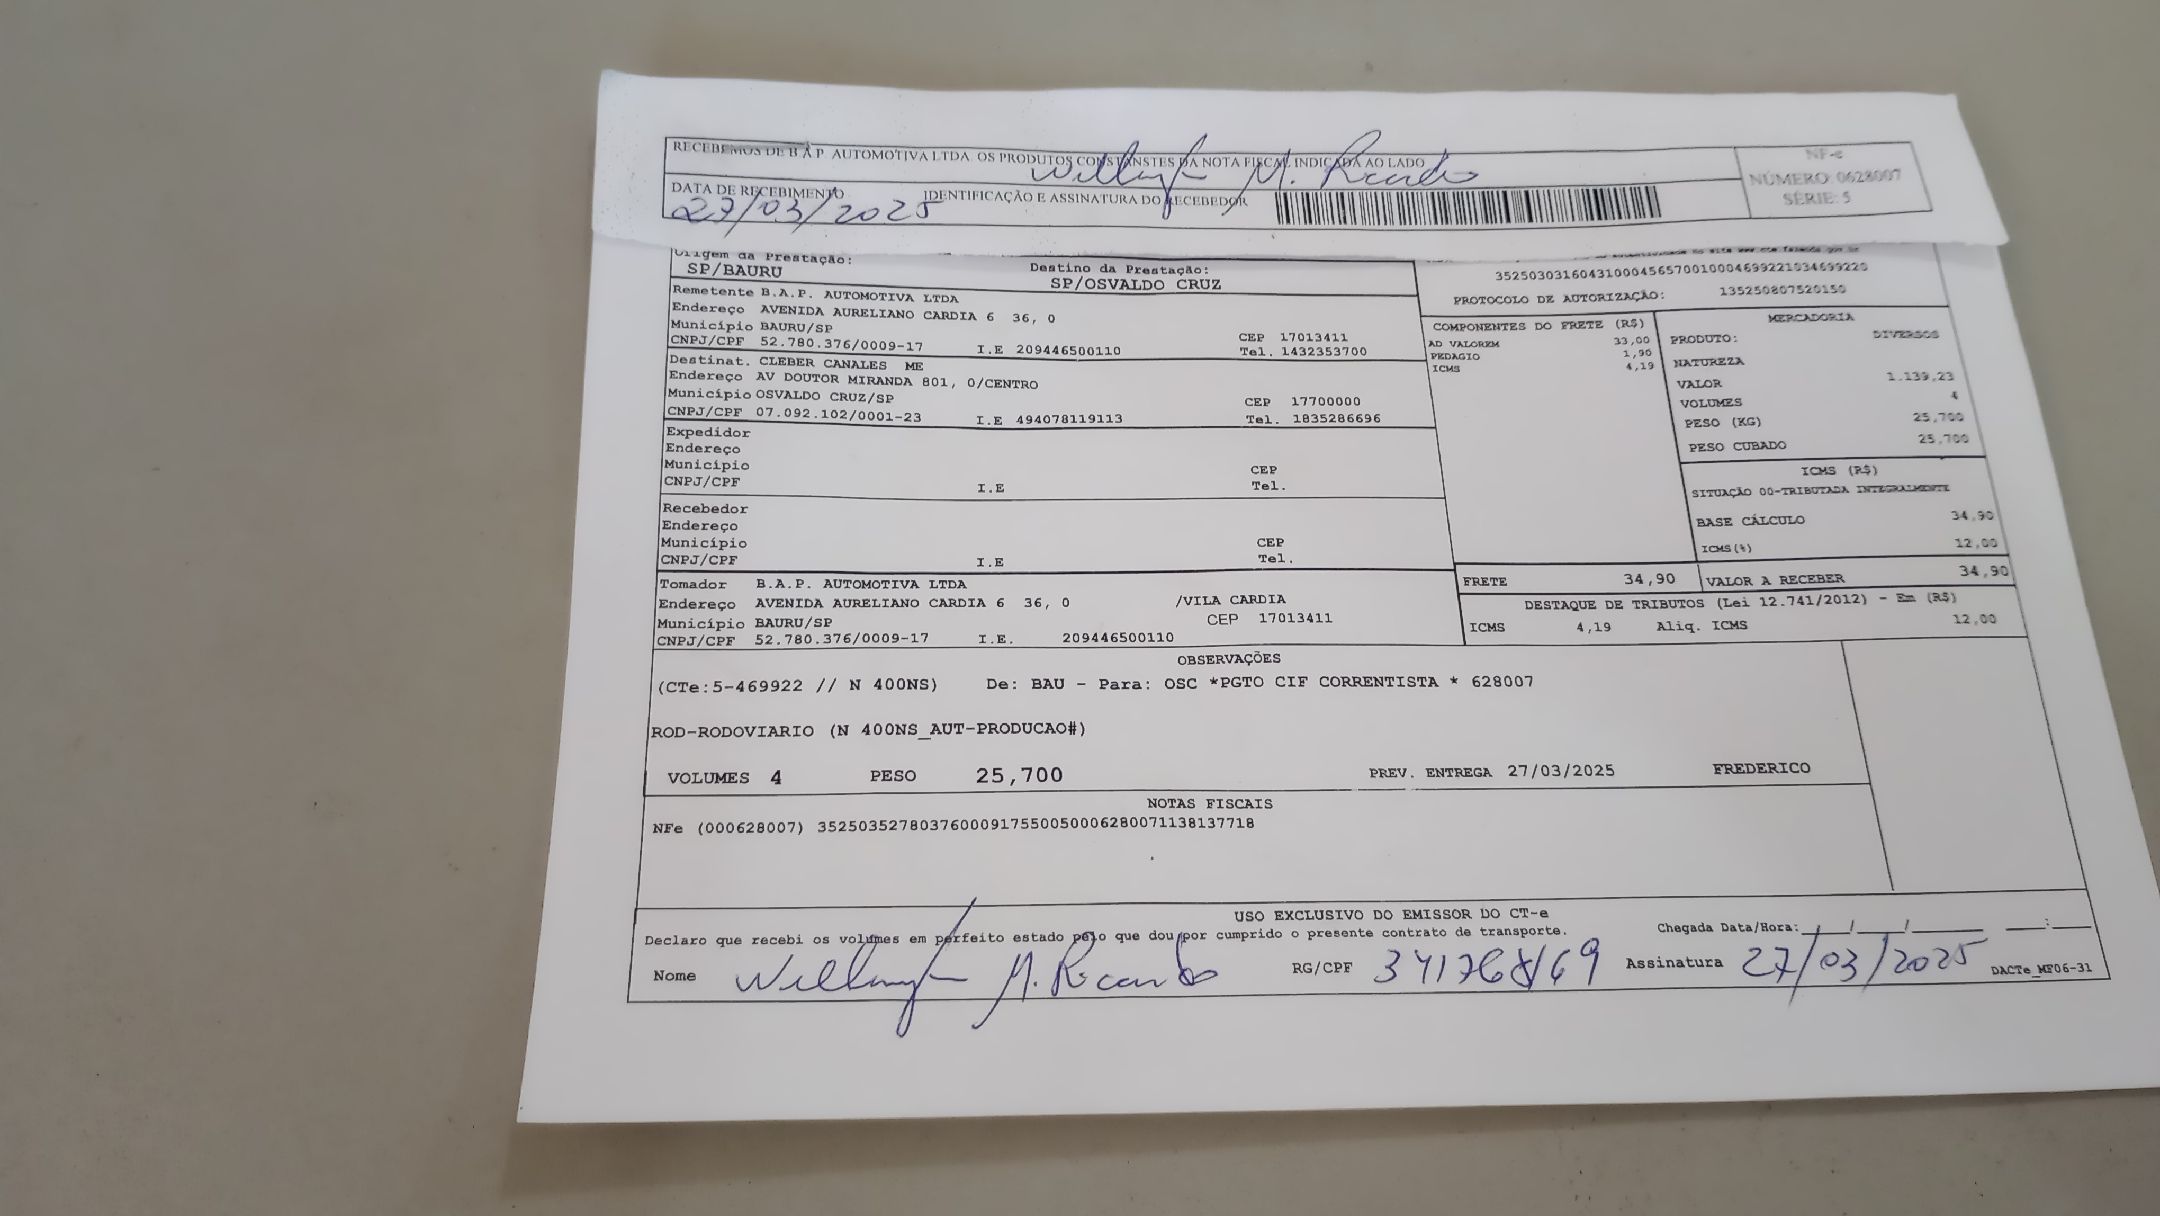 RECEBEMOS DE B A P AUTOMOTIVA LTDA OS PRODUTOS CONSTANSTES DA NOTA FISCAL INDICADA AO LADO
M. Ricardo
NF-e
NÚMERO: 0628007
SÉRIE: 5
DATA DE RECEBIMENTO IDENTIFICAÇÃO E ASSINATURA DO RECEBEDOR
27/03/2025
Origem da Prestação: Destino da Prestação:
SP/BAURU SP/OSVALDO CRUZ
PROTOCOLO DE AUTORIZAÇÃO: 135250807520150
Remetente B.A.P. AUTOMOTIVA LTDA
Endereço AVENIDA AURELIANO CARDIA 6 36, 0
Município BAURU/SP CEP 17013411
CNPJ/CPF 52.780.376/0009-17 I.E 209446500110 Tel. 1432353700
Destinat. CLEBER CANALES ME
Endereço AV DOUTOR MIRANDA 801, 0/CENTRO
Município OSVALDO CRUZ/SP CEP 17700000
CNPJ/CPF 07.092.102/0001-23 I.E 494078119113 Tel. 1835286696
Expedidor
Endereço
Município CEP
CNPJ/CPF I.E Tel.
Recebedor
Endereço
Município CEP
CNPJ/CPF I.E Tel.
Tomador B.A.P. AUTOMOTIVA LTDA
Endereço AVENIDA AURELIANO CARDIA 6 36, 0 /VILA CARDIA
Município BAURU/SP CEP 17013411
CNPJ/CPF 52.780.376/0009-17 I.E. 209446500110
COMPONENTES DO FRETE (R$)
AD VALOREM 33,00
PEDAGIO 1,90
ICMS 4,19
MERCADORIA
PRODUTO: DIVERSOS
NATUREZA
VALOR 1.139,23
VOLUMES 4
PESO (KG) 25,700
PESO CUBADO 25,700
ICMS (R$)
SITUAÇÃO 00-TRIBUTADA INTEGRALMENTE
BASE CÁLCULO 34,90
ICMS(%) 12,00
FRETE 34,90 VALOR A RECEBER 34,90
DESTAQUE DE TRIBUTOS (Lei 12.741/2012) - Em (R$)
ICMS 4,19 Aliq. ICMS 12,00
OBSERVAÇÕES
(CTe:5-469922 // N 400NS) De: BAU - Para: OSC *PGTO CIF CORRENTISTA * 628007
ROD-RODOVIARIO (N 400NS_AUT-PRODUCAO#)
VOLUMES 4 PESO 25,700 PREV. ENTREGA 27/03/2025 FREDERICO
NOTAS FISCAIS
NFe (000628007) 35250352780376000917550050006280071138137718
USO EXCLUSIVO DO EMISSOR DO CT-e
Declaro que recebi os volumes em perfeito estado pelo que dou por cumprido o presente contrato de transporte. Chegada Data/Hora: __/__/____ __:__
Nome M. Ricardo RG/CPF Assinatura 27/03/2025 DACTe_MF06-31